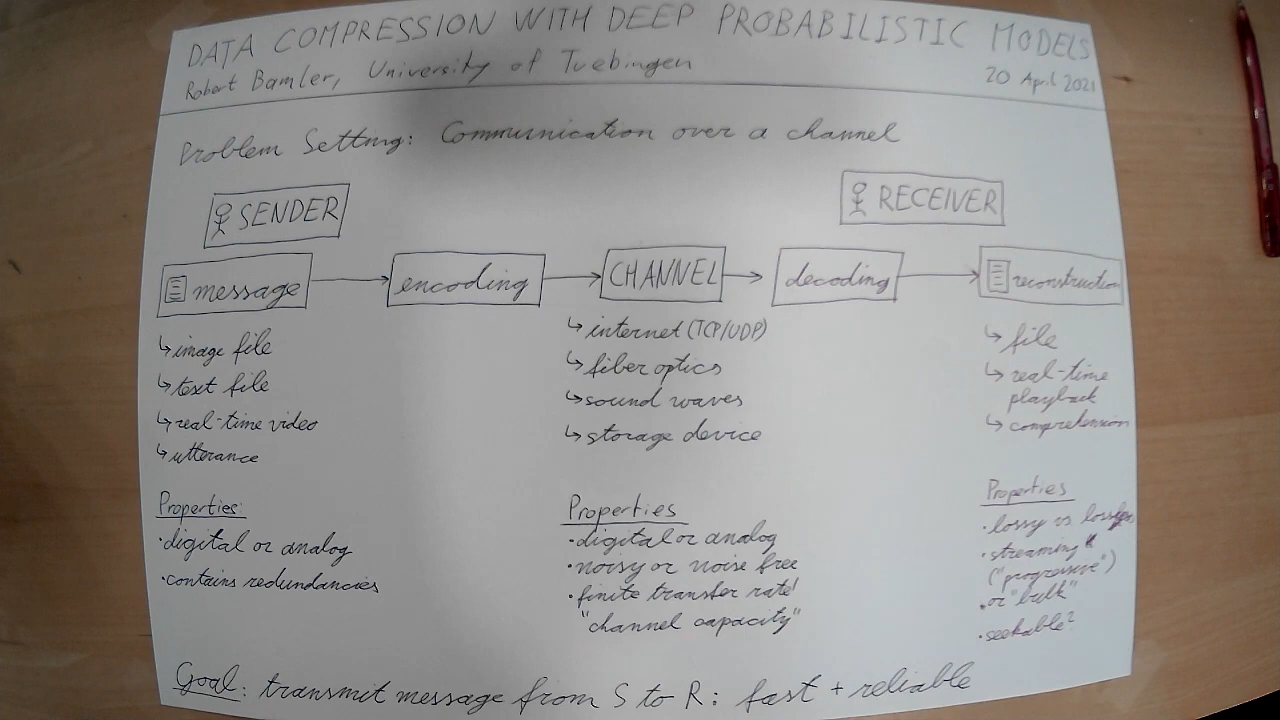 DATA COMPRESSION WITH DEEP PROBABILISTIC MODELS
Robert Bamler, University of Tuebingen
20 April 2021
Problem Setting: Communication over a channel
SENDER
RECEIVER
message
encoding
CHANNEL
decoding
reconstruction
↳ image file
↳ text file
↳ real-time video
↳ utterance
↳ internet (TCP/UDP)
↳ fiber optics
↳ sound waves
↳ storage device
↳ file
↳ real-time
playback
↳ comprehension
Properties:
· digital or analog
· contains redundancies
Properties
· digital or analog
· noisy or noise free
· finite transfer rate
"channel capacity"
Properties
· lossy vs lossless
· streaming"
("progressive")
· or "bulk"
· seekable?
Goal: transmit message from S to R: fast + reliable